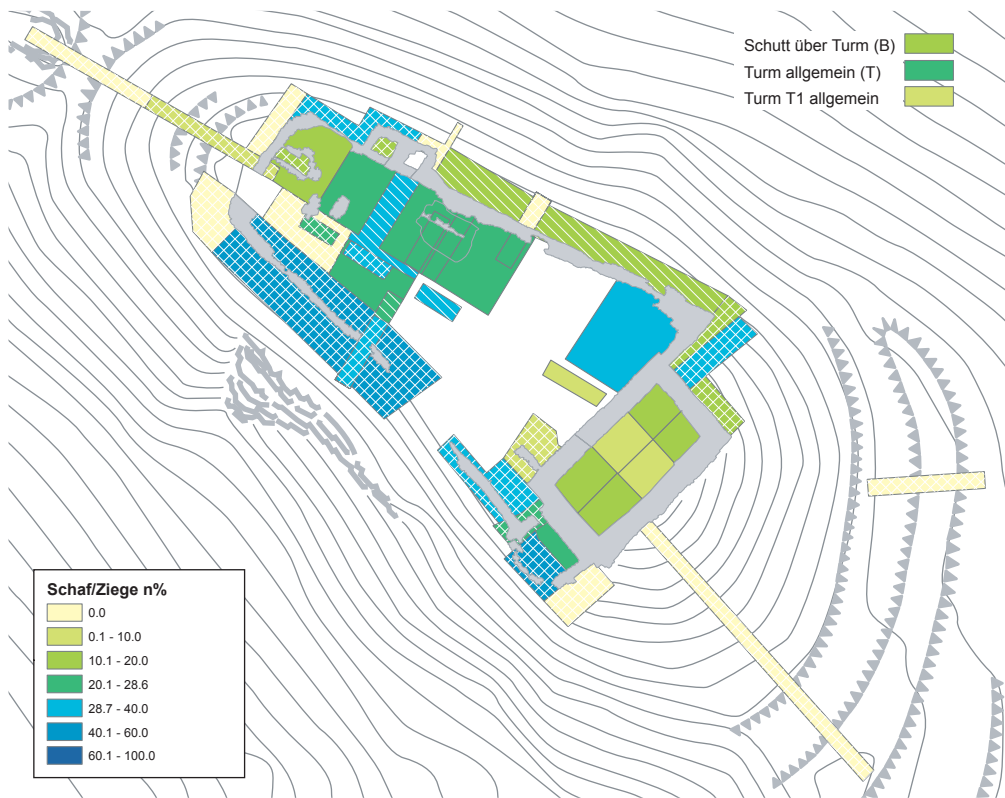 Schutt über Turm (B)
Turm allgemein (T)
Turm T1 allgemein
Schaf/Ziege n%
0.0
0.1 - 10.0
10.1 - 20.0
20.1 - 28.6
28.7 - 40.0
40.1 - 60.0
60.1 - 100.0